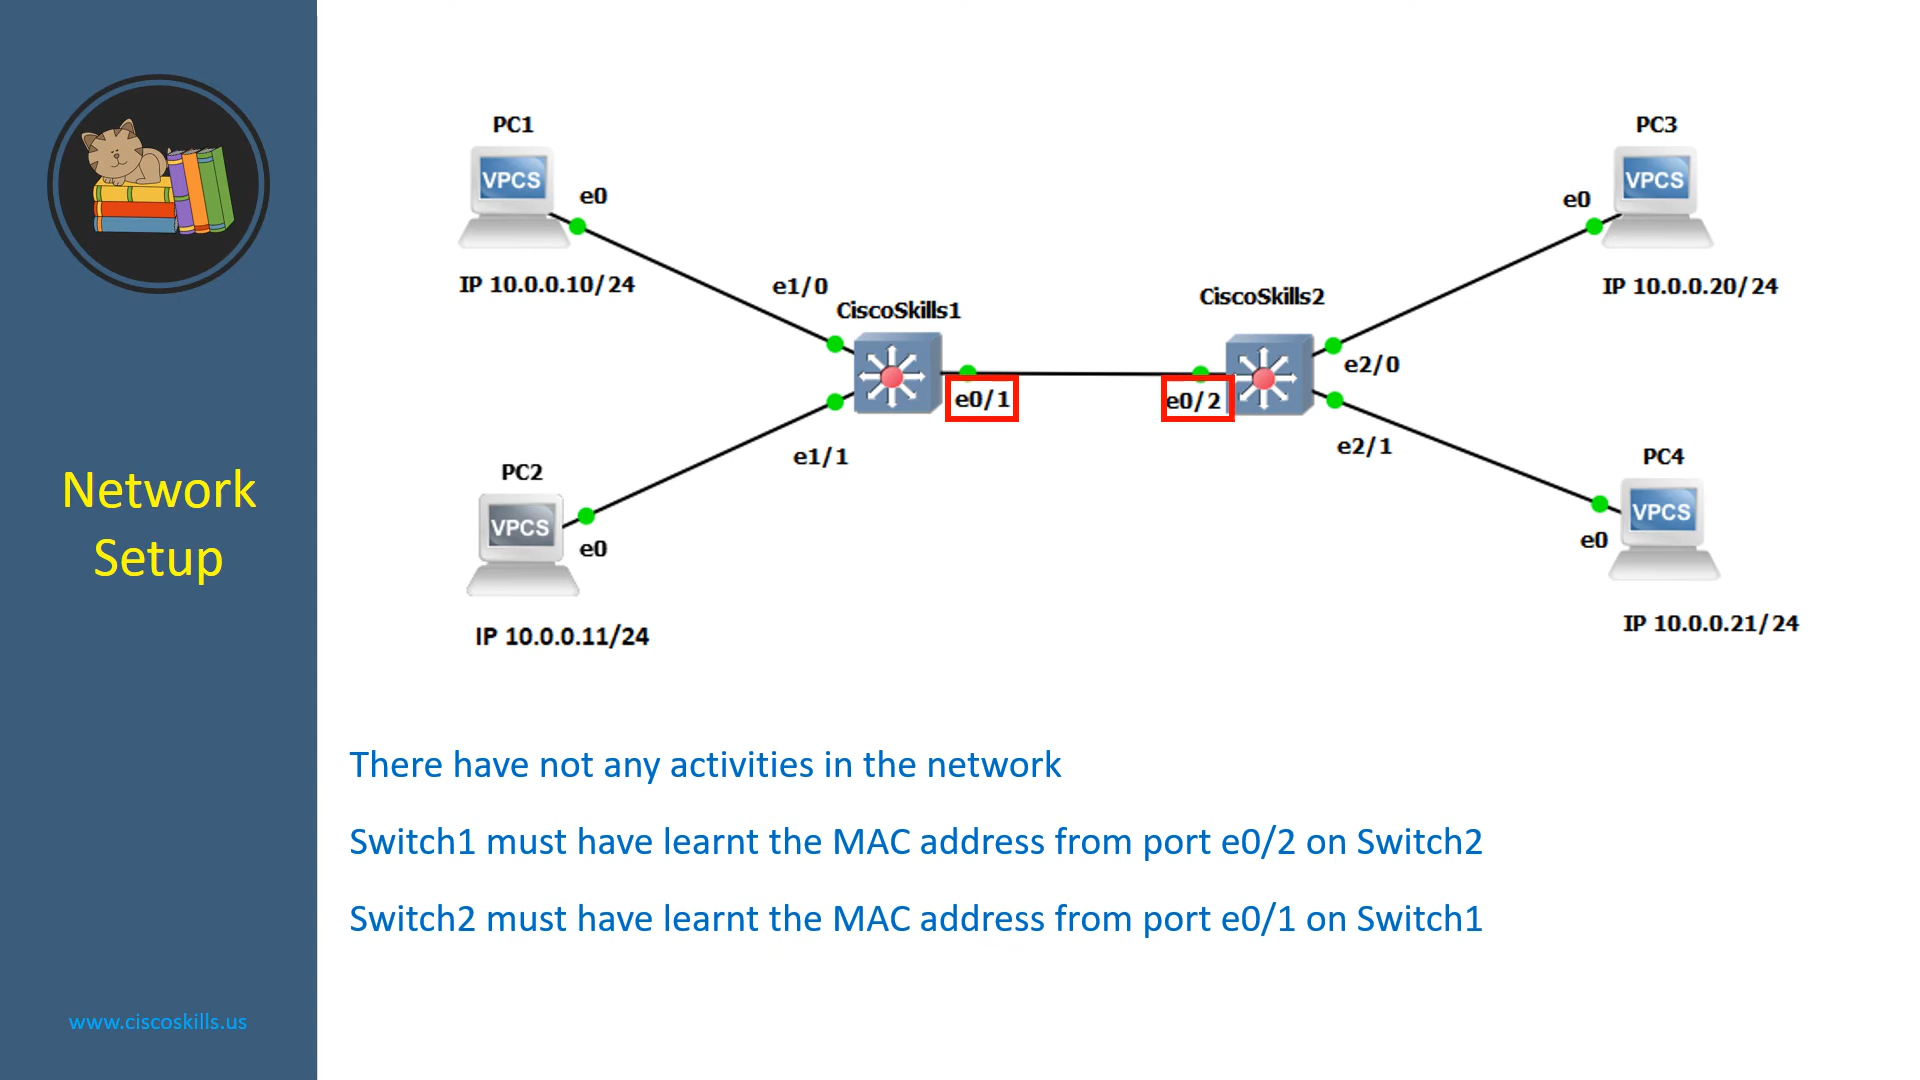 PC1
VPCS
e0
IP 10.0.0.10/24
e1/0
CiscoSkills1
e0/1
e1/1
PC2
VPCS
e0
IP 10.0.0.11/24
CiscoSkills2
e0/2
e2/0
e2/1
PC3
VPCS
e0
IP 10.0.0.20/24
PC4
VPCS
e0
IP 10.0.0.21/24
Network
Setup
There have not any activities in the network
Switch1 must have learnt the MAC address from port e0/2 on Switch2
Switch2 must have learnt the MAC address from port e0/1 on Switch1
www.ciscoskills.us